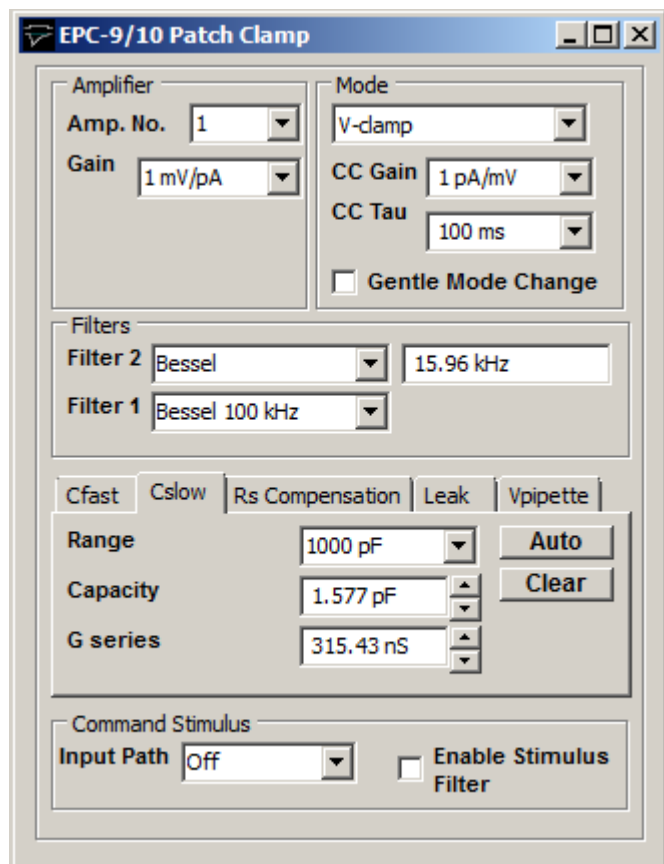 EPC-9/10 Patch Clamp
Amplifier
Amp. No. 1
Gain 1 mV/pA
Mode
V-clamp
CC Gain 1 pA/mV
CC Tau 100 ms
Gentle Mode Change
Filters
Filter 2 Bessel 15.96 kHz
Filter 1 Bessel 100 kHz
Cfast Cslow Rs Compensation Leak Vpipette
Range 1000 pF Auto
Capacity 1.577 pF Clear
G series 315.43 nS
Command Stimulus
Input Path Off Enable Stimulus
Filter